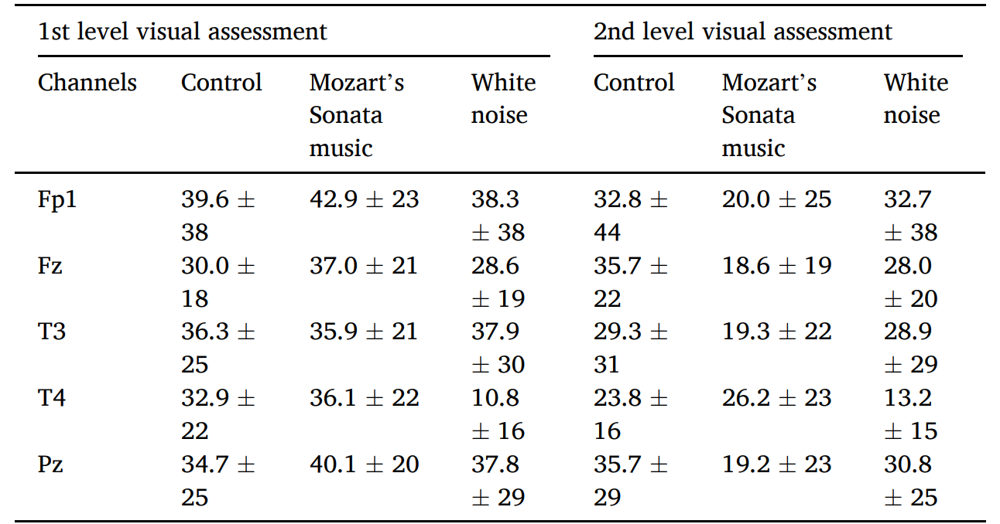 1st level visual assessment 2nd level visual assessment
Channels Control Mozart’s White Control Mozart’s White
Sonata noise Sonata noise
music music
Fp1 39.6 ± 42.9 ± 23 38.3 32.8 ± 20.0 ± 25 32.7
38 ± 38 44 ± 38
Fz 30.0 ± 37.0 ± 21 28.6 35.7 ± 18.6 ± 19 28.0
18 ± 19 22 ± 20
T3 36.3 ± 35.9 ± 21 37.9 29.3 ± 19.3 ± 22 28.9
25 ± 30 31 ± 29
T4 32.9 ± 36.1 ± 22 10.8 23.8 ± 26.2 ± 23 13.2
22 ± 16 16 ± 15
Pz 34.7 ± 40.1 ± 20 37.8 35.7 ± 19.2 ± 23 30.8
25 ± 29 29 ± 25